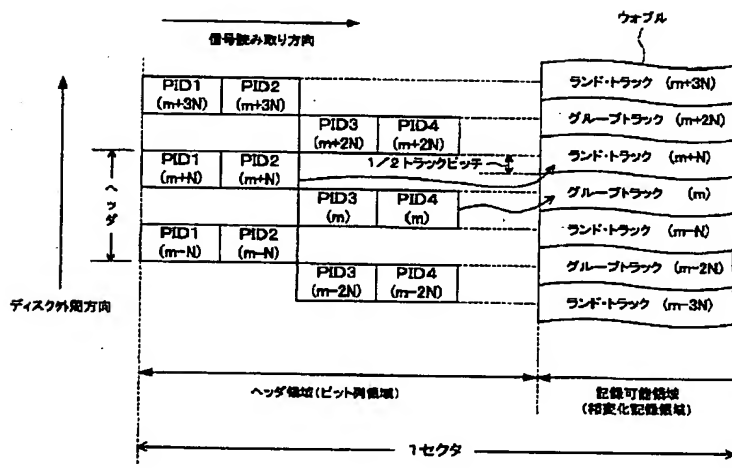 信号読み取り方向
ウォブル
PID1 PID2
(m+3N) (m+3N)
ランド・トラック (m+3N)
PID3 PID4
(m+2N) (m+2N)
グルーブトラック (m+2N)
1/2トラックピッチ
PID1 PID2
(m+N) (m+N)
ランド・トラック (m+N)
ヘッダ
PID3 PID4
(m) (m)
グルーブトラック (m)
PID1 PID2
(m-N) (m-N)
ランド・トラック (m-N)
PID3 PID4
(m-2N) (m-2N)
グルーブトラック (m-2N)
ディスク外周方向
ランド・トラック (m-3N)
ヘッダ領域(ピット列領域)
記録可能領域
(相変化記録領域)
1セクタ